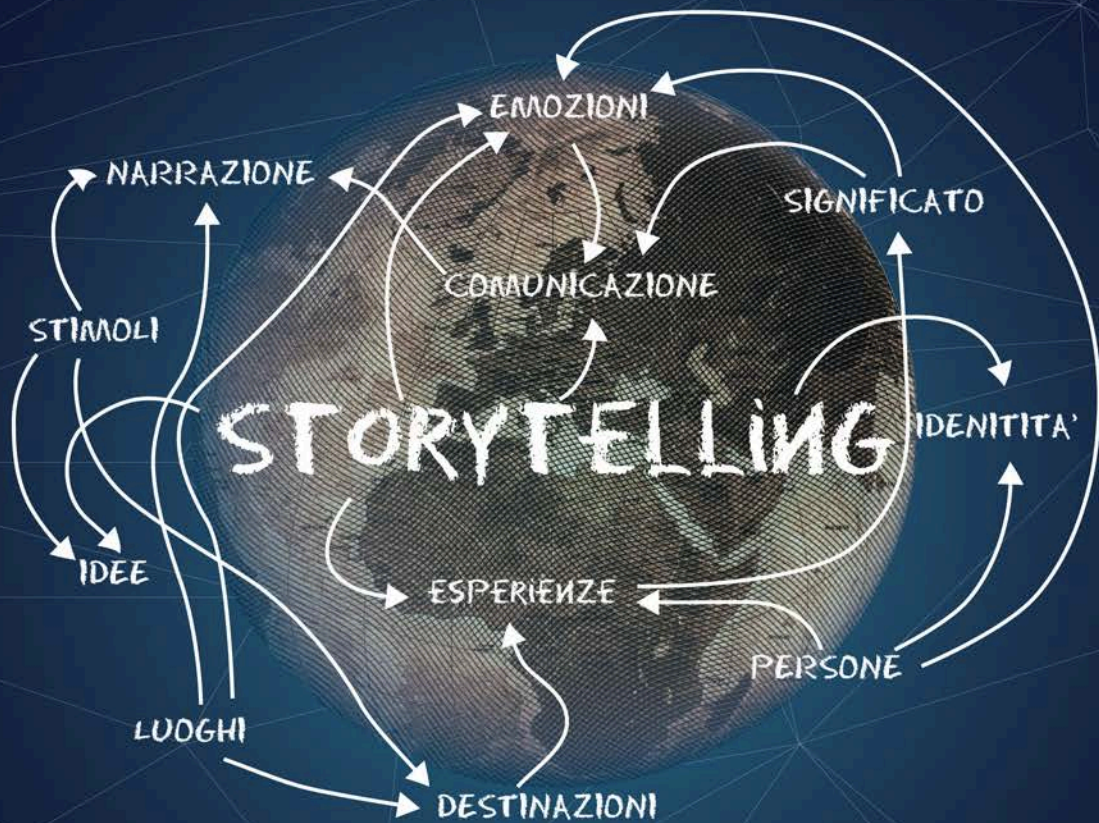 EMOZIONI
NARRAZIONE
SIGNIFICATO
COMUNICAZIONE
STIMOLI
STORYTELLING
IDENITITA'
IDEE
ESPERIENZE
PERSONE
LUOGHI
DESTINAZIONI